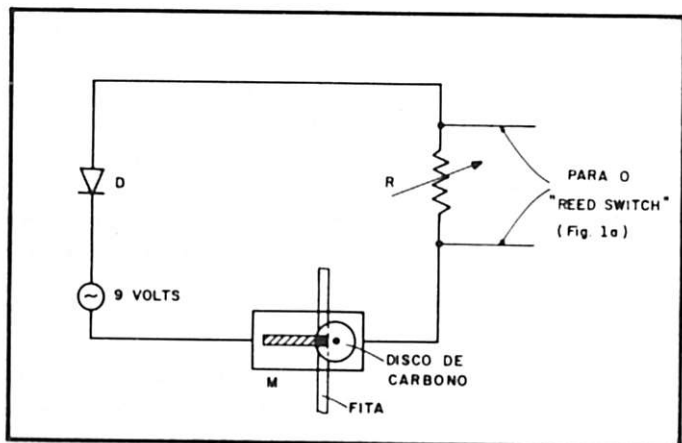 D
R
PARA O
"REED SWITCH"
(Fig. 1a)
9 VOLTS
DISCO DE
CARBONO
M
FITA